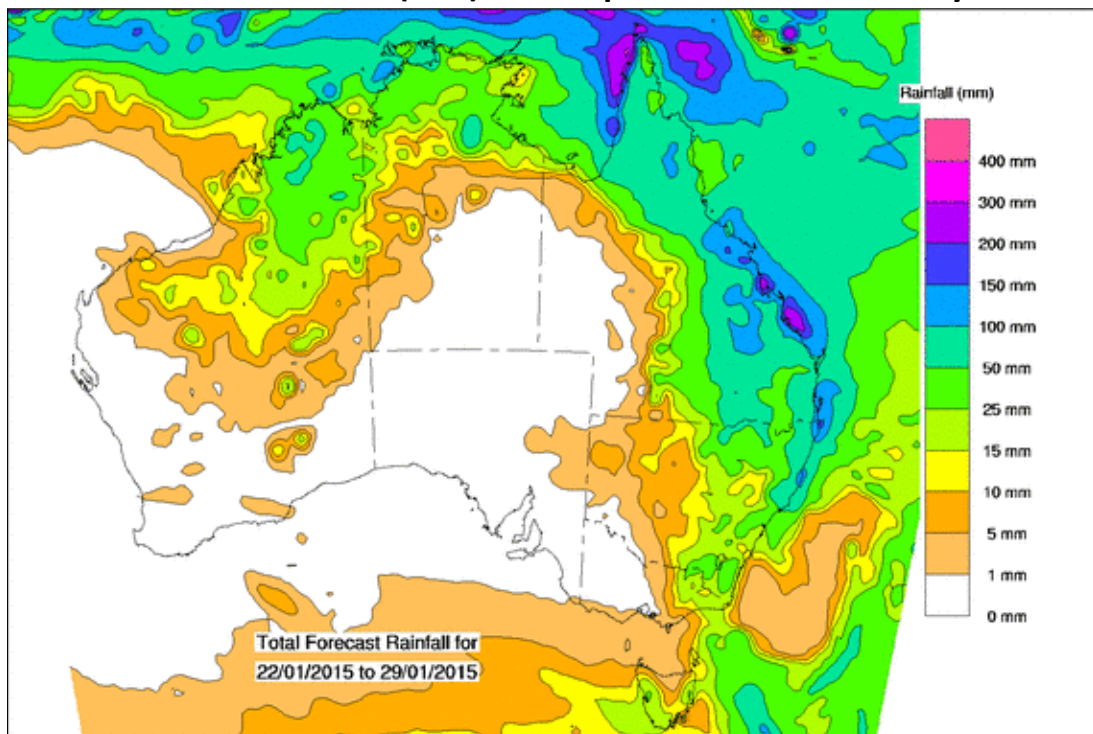 Rainfall (mm)
400 mm
300 mm
200 mm
150 mm
100 mm
50 mm
25 mm
15 mm
10 mm
5 mm
1 mm
0 mm
Total Forecast Rainfall for
22/01/2015 to 29/01/2015